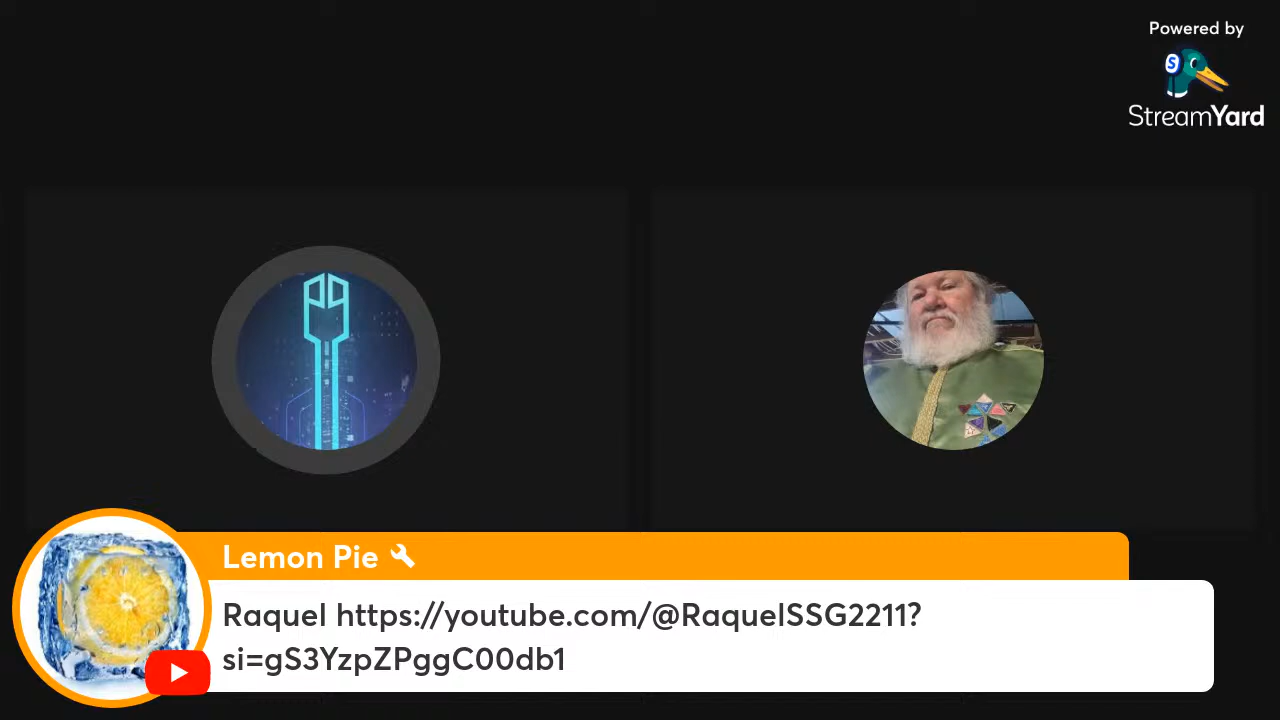 Powered by
S
StreamYard
Lemon Pie
Raquel https://youtube.com/@RaquelSSG2211?
si=gS3YzpZPggC00db1